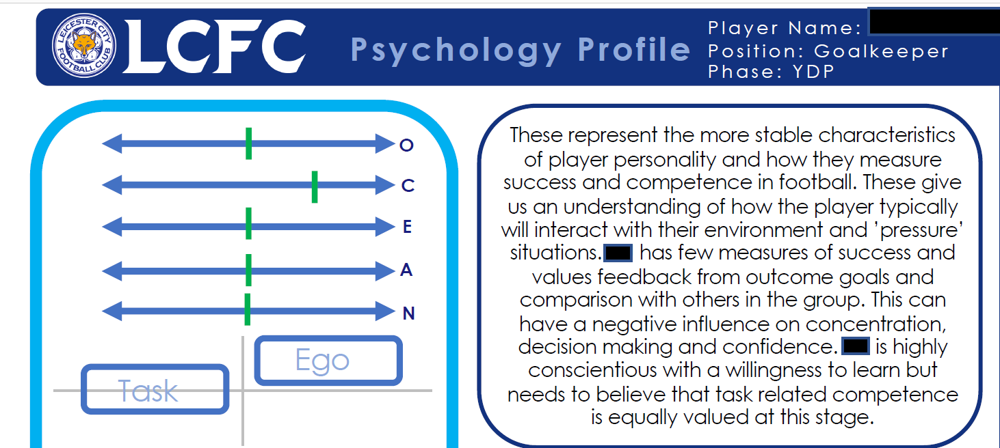 LEICESTER CITY
FOOTBALL CLUB
LCFC
Psychology Profile
Player Name:
Position: Goalkeeper
Phase: YDP
O
C
E
A
N
Ego
Task
These represent the more stable characteristics
of player personality and how they measure
success and competence in football. These give
us an understanding of how the player typically
will interact with their environment and ’pressure’
situations. has few measures of success and
values feedback from outcome goals and
comparison with others in the group. This can
have a negative influence on concentration,
decision making and confidence. is highly
conscientious with a willingness to learn but
needs to believe that task related competence
is equally valued at this stage.